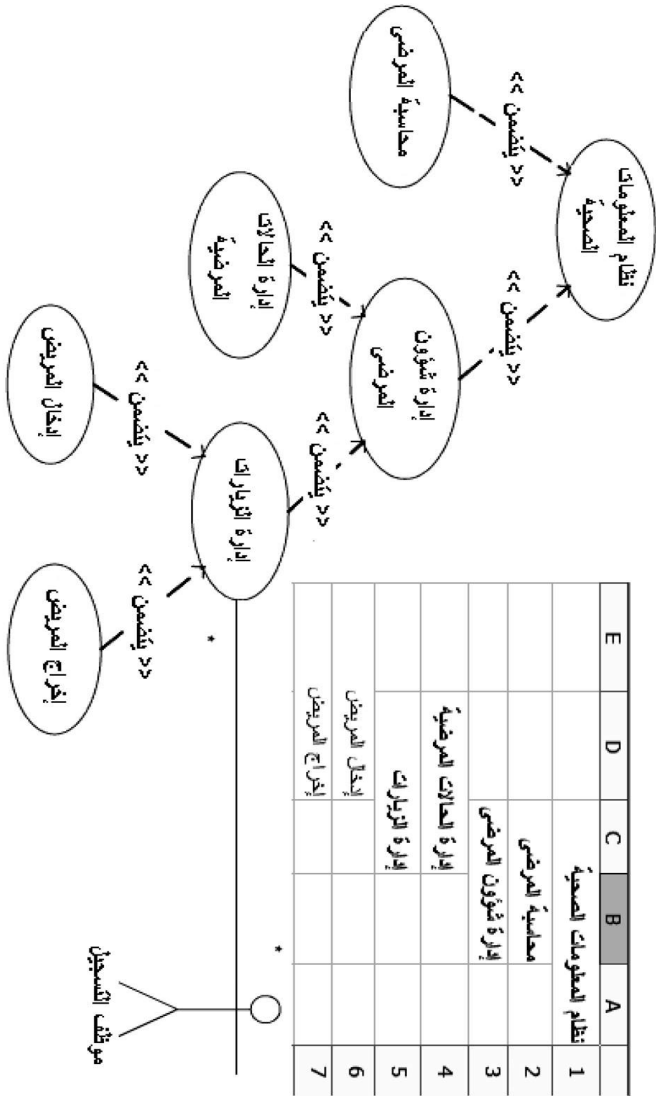 نظام المعلومات
الصحية
<< يتضمن >>
<< يتضمن >>
محاسبة المرضى
إدارة شؤون
المرضى
<< يتضمن >>
<< يتضمن >>
إدارة الحالات
المرضية
إدارة الزيارات
<< يتضمن >>
<< يتضمن >>
إدخال المريض
إخراج المريض
*
*
موظف التسجيل
A B C D E
1 نظام المعلومات الصحية
2 محاسبة المرضى
3 إدارة شؤون المرضى
4 إدارة الحالات المرضية
5 إدارة الزيارات
6 إدخال المريض
7 إخراج المريض